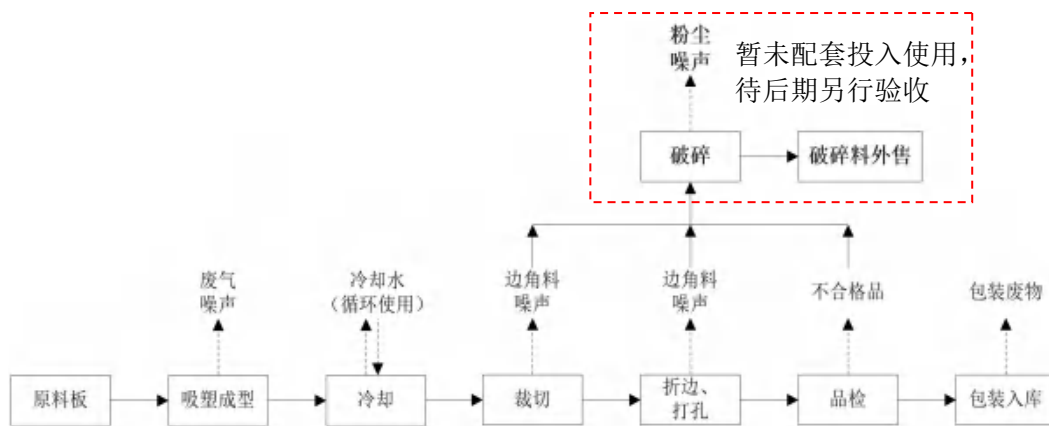 粉尘
噪声
暂未配套投入使用，
待后期另行验收
破碎
破碎料外售
废气
噪声
冷却水
（循环使用）
边角料
噪声
边角料
噪声
不合格品
包装废物
原料板
吸塑成型
冷却
裁切
折边、
打孔
品检
包装入库